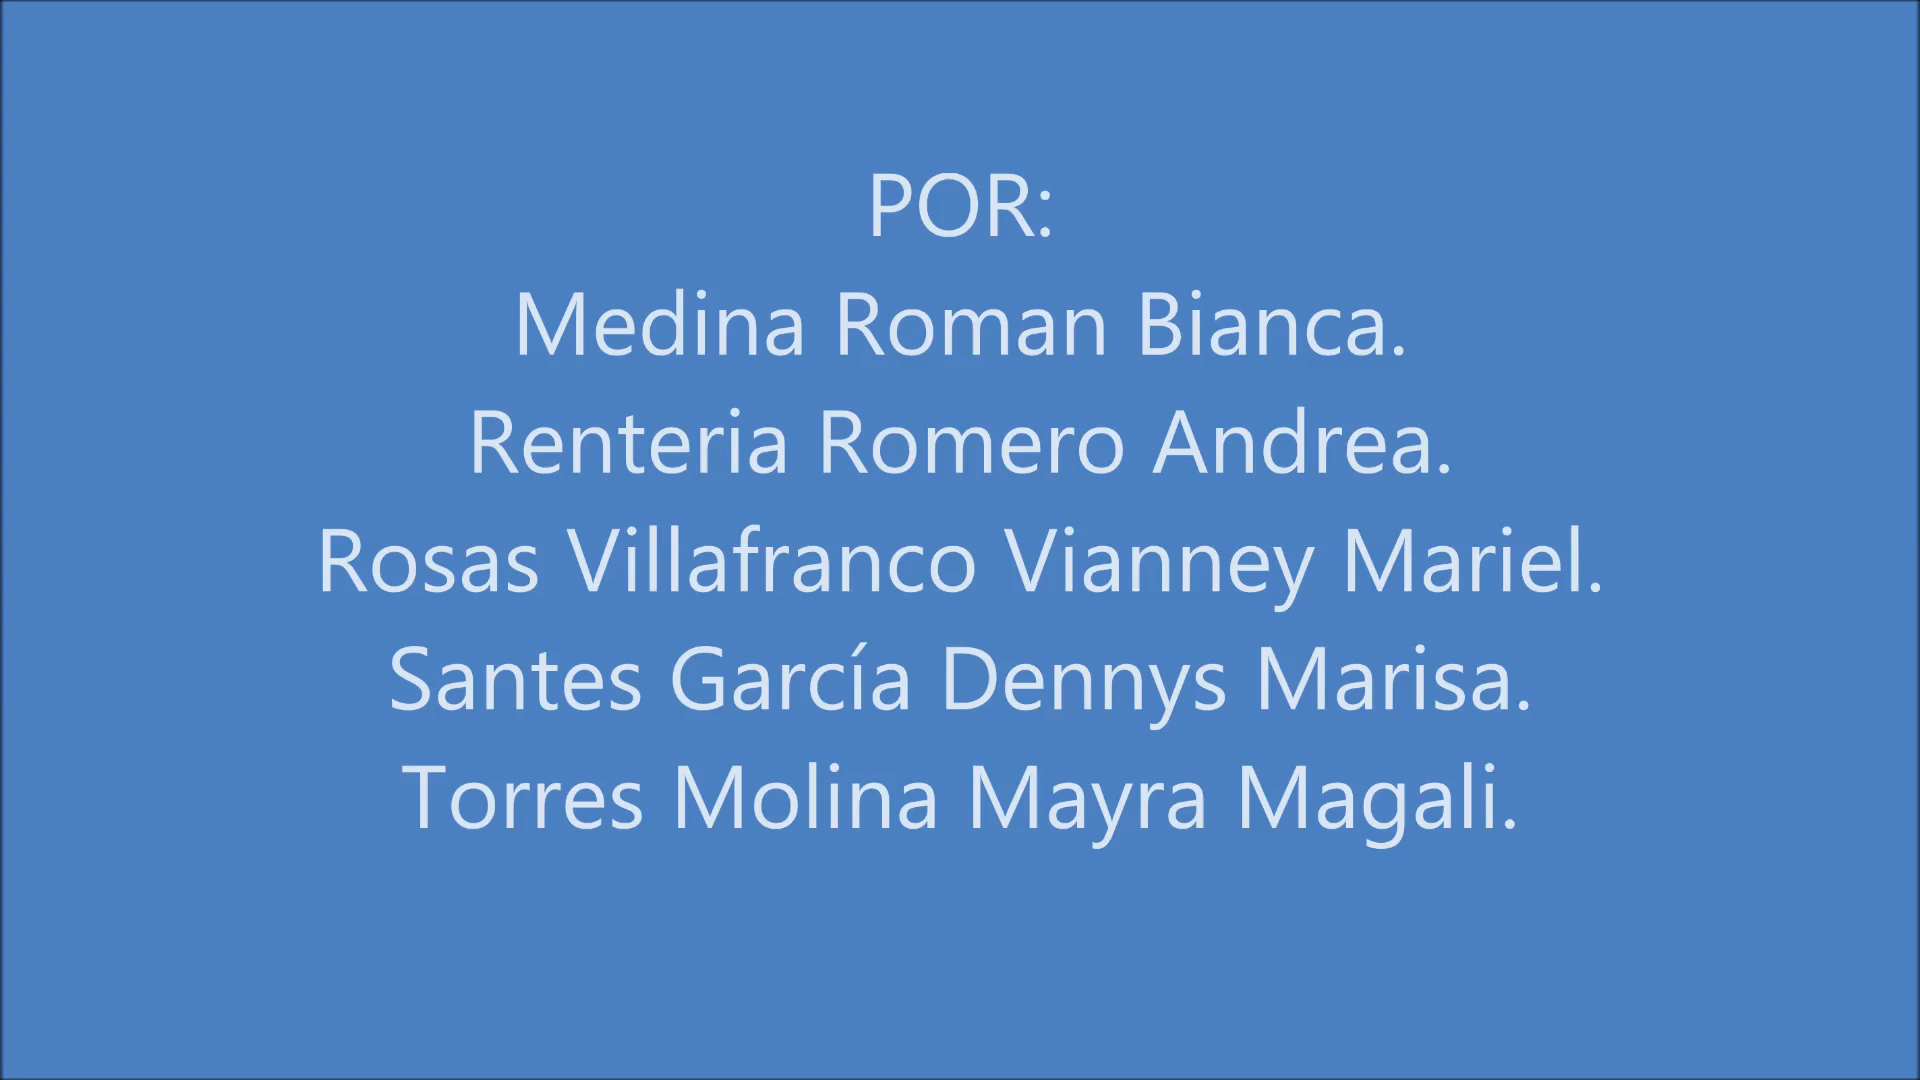 POR:
Medina Roman Bianca.
Renteria Romero Andrea.
Rosas Villafranco Vianney Mariel.
Santes García Dennys Marisa.
Torres Molina Mayra Magali.